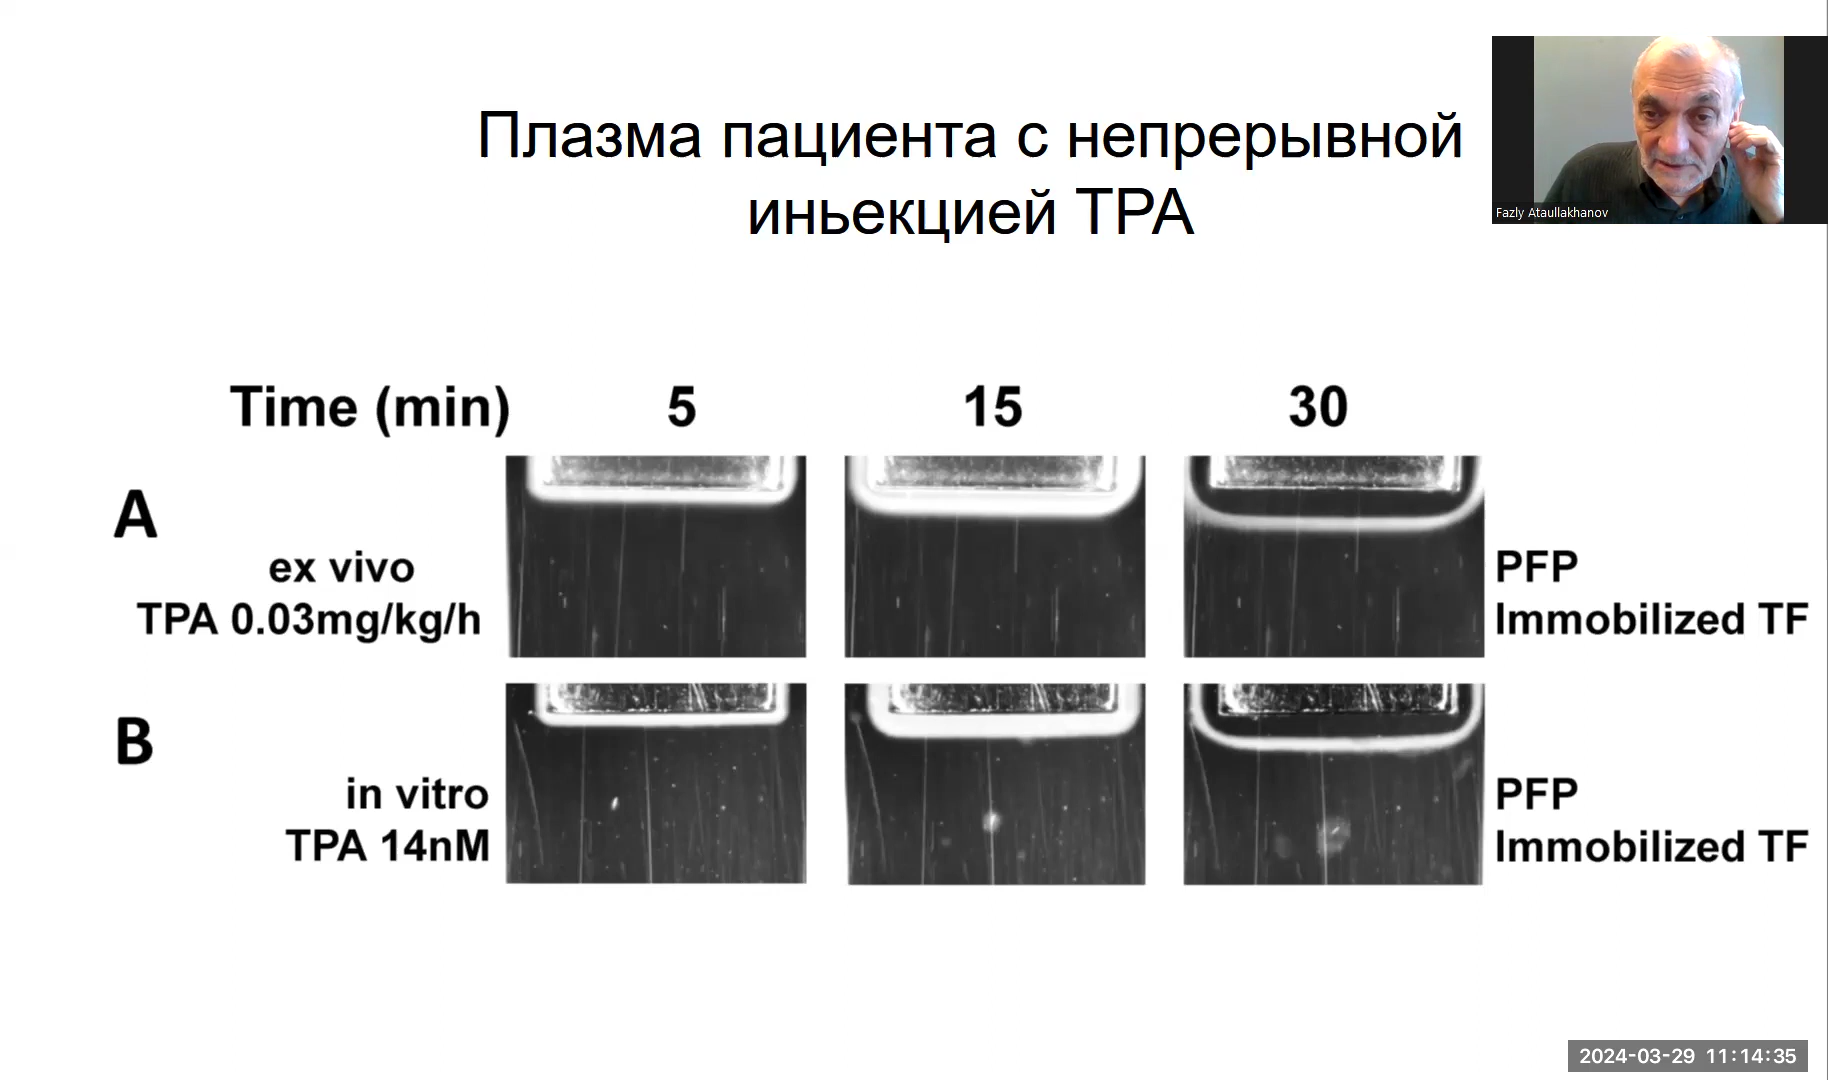 Плазма пациента с непрерывной
иньекцией ТРА
Fazly Ataullakhanov
Time (min) 5 15 30
A
ex vivo
TPA 0.03mg/kg/h
PFP
Immobilized TF
B
in vitro
TPA 14nM
PFP
Immobilized TF
2024-03-29 11:14:35